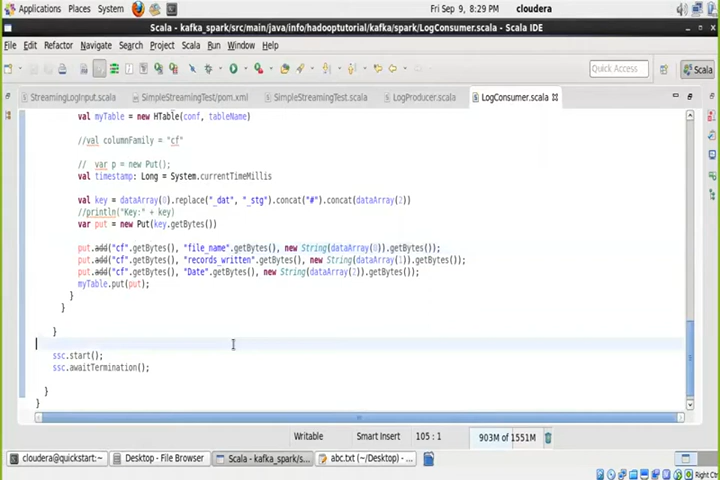 Applications Places System
Fri Sep 9, 8:29 PM cloudera
Scala - kafka_spark/src/main/java/info/hadooptutorial/kafka/spark/LogConsumer.scala - Scala IDE
File Edit Refactor Navigate Search Project Scala Run Window Help
Quick Access
Scala
StreamingLogInput.scala SimpleStreamingTest/pom.xml SimpleStreamingTest.scala LogProducer.scala LogConsumer.scala
val myTable = new HTable(conf, tableName)
//val columnFamily = "cf"
// var p = new Put();
val timestamp: Long = System.currentTimeMillis
val key = dataArray(0).replace("_dat", "_stg").concat("#").concat(dataArray(2))
//println("Key:" + key)
var put = new Put(key.getBytes())
put.add("cf".getBytes(), "file_name".getBytes(), new String(dataArray(0)).getBytes());
put.add("cf".getBytes(), "records_written".getBytes(), new String(dataArray(1)).getBytes());
put.add("cf".getBytes(), "Date".getBytes(), new String(dataArray(2)).getBytes());
myTable.put(put);
}
}
}
ssc.start();
ssc.awaitTermination();
}
}
Writable Smart Insert 105 : 1 903M of 1551M
cloudera@quickstart:~ Desktop - File Browser Scala - kafka_spark/s... abc.txt (~/Desktop) - ...
Right Ctrl